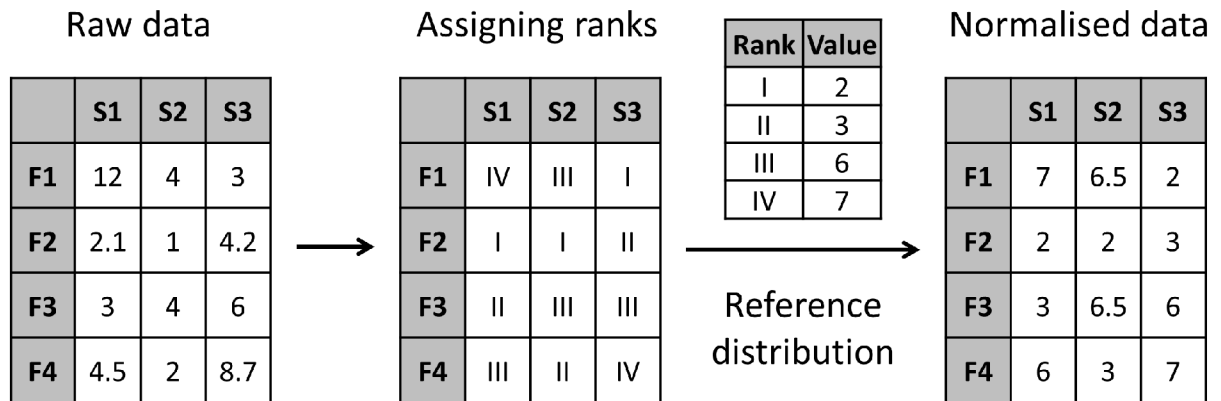 Raw data
S1 S2 S3
F1 12 4 3
F2 2.1 1 4.2
F3 3 4 6
F4 4.5 2 8.7
Assigning ranks
S1 S2 S3
F1 IV III I
F2 I I II
F3 II III III
F4 III II IV
Rank Value
I 2
II 3
III 6
IV 7
Reference
distribution
Normalised data
S1 S2 S3
F1 7 6.5 2
F2 2 2 3
F3 3 6.5 6
F4 6 3 7